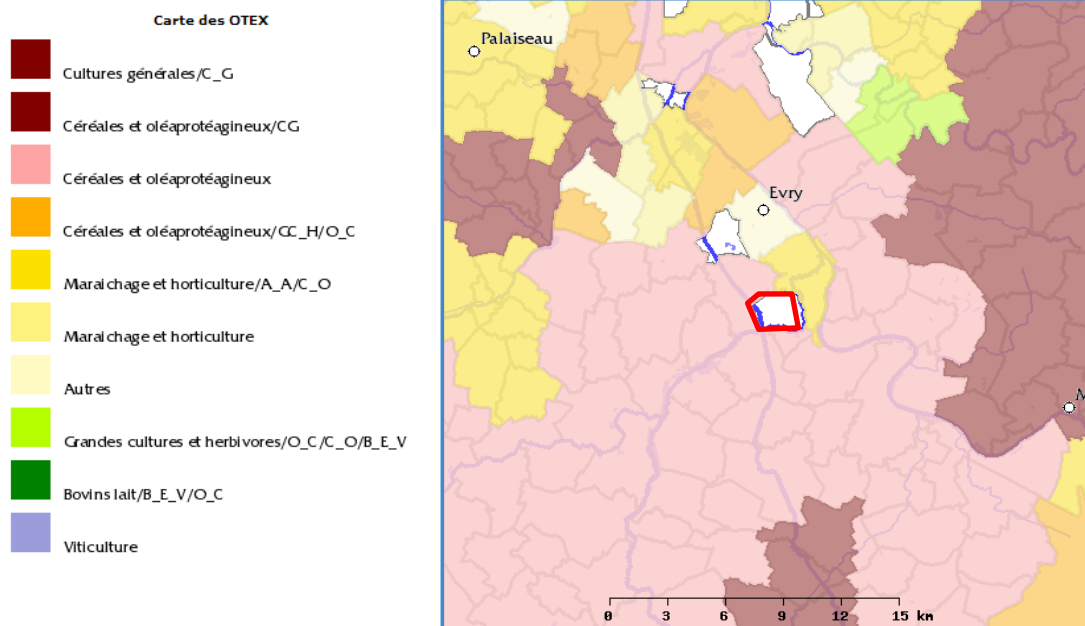 Carte des OTEX
Cultures générales/C_G
Céréales et oléaprotéagineux/CG
Céréales et oléaprotéagineux
Céréales et oléaprotéagineux/GC_H/O_C
Maraichage et horticulture/A_A/C_O
Maraichage et horticulture
Autres
Grandes cultures et herbivores/O_C/C_O/B_E_V
Bovins lait/B_E_V/O_C
Viticulture
Palaiseau
Evry
M
0 3 6 9 12 15 km